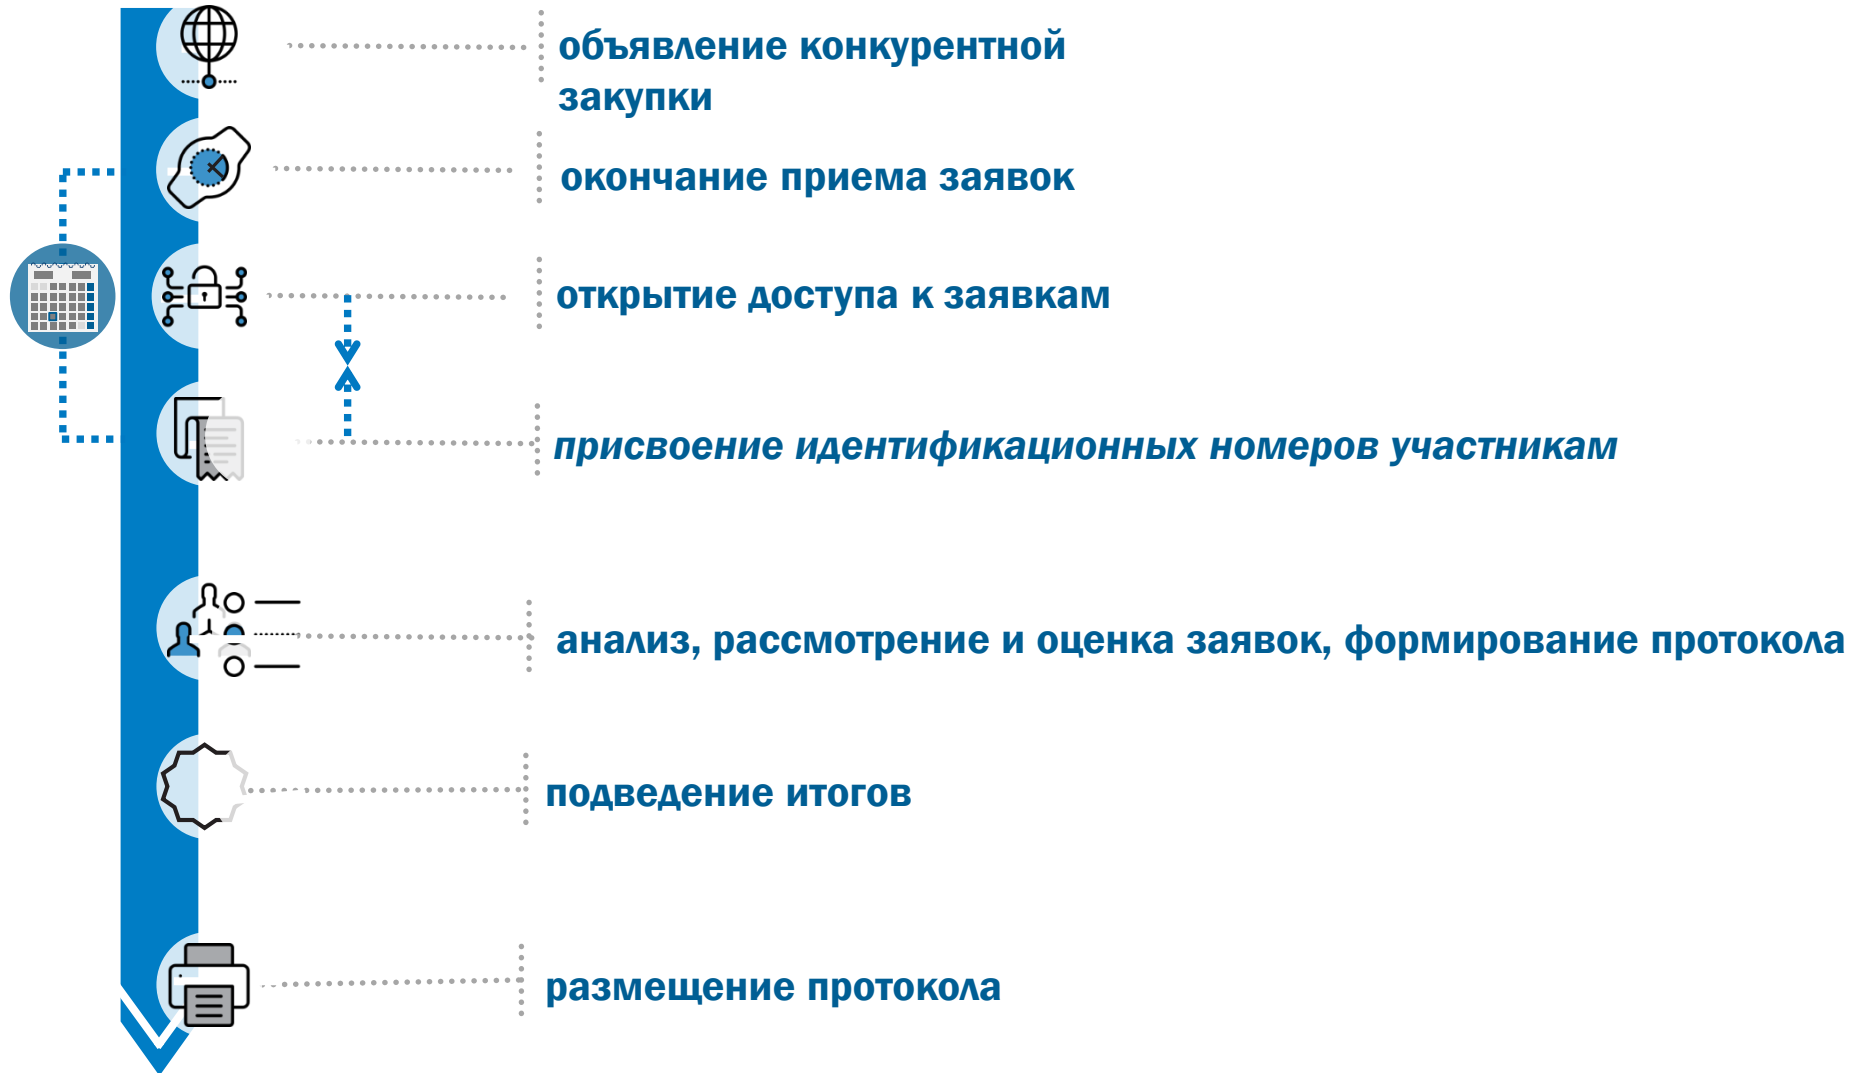 объявление конкурентной
закупки
окончание приема заявок
открытие доступа к заявкам
присвоение идентификационных номеров участникам
анализ, рассмотрение и оценка заявок, формирование протокола
подведение итогов
размещение протокола